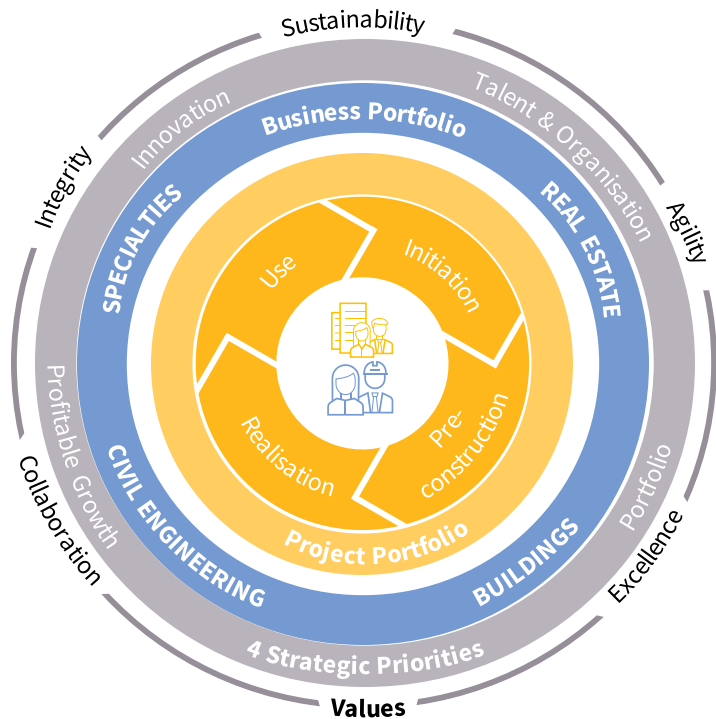 Sustainability
Agility
Excellence
Values
Collaboration
Integrity
Innovation
Talent & Organisation
Portfolio
4 Strategic Priorities
Profitable Growth
Business Portfolio
REAL ESTATE
BUILDINGS
CIVIL ENGINEERING
SPECIALTIES
Project Portfolio
Initiation
Pre-
construction
Realisation
Use